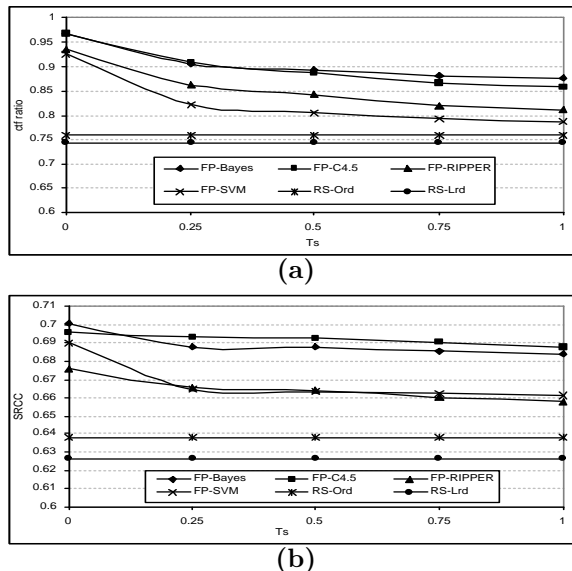 1
0.95
0.9
0.85
0.8
0.75
0.7
0.65
0.6
ctf ratio
FP-Bayes FP-C4.5 FP-RIPPER
FP-SVM RS-Ord RS-Lrd
0 0.25 0.5 0.75 1
Ts
(a)
0.71
0.7
0.69
0.68
0.67
0.66
0.65
0.64
0.63
0.62
0.61
0.6
SRCC
FP-Bayes FP-C4.5 FP-RIPPER
FP-SVM RS-Ord RS-Lrd
0 0.25 0.5 0.75 1
Ts
(b)